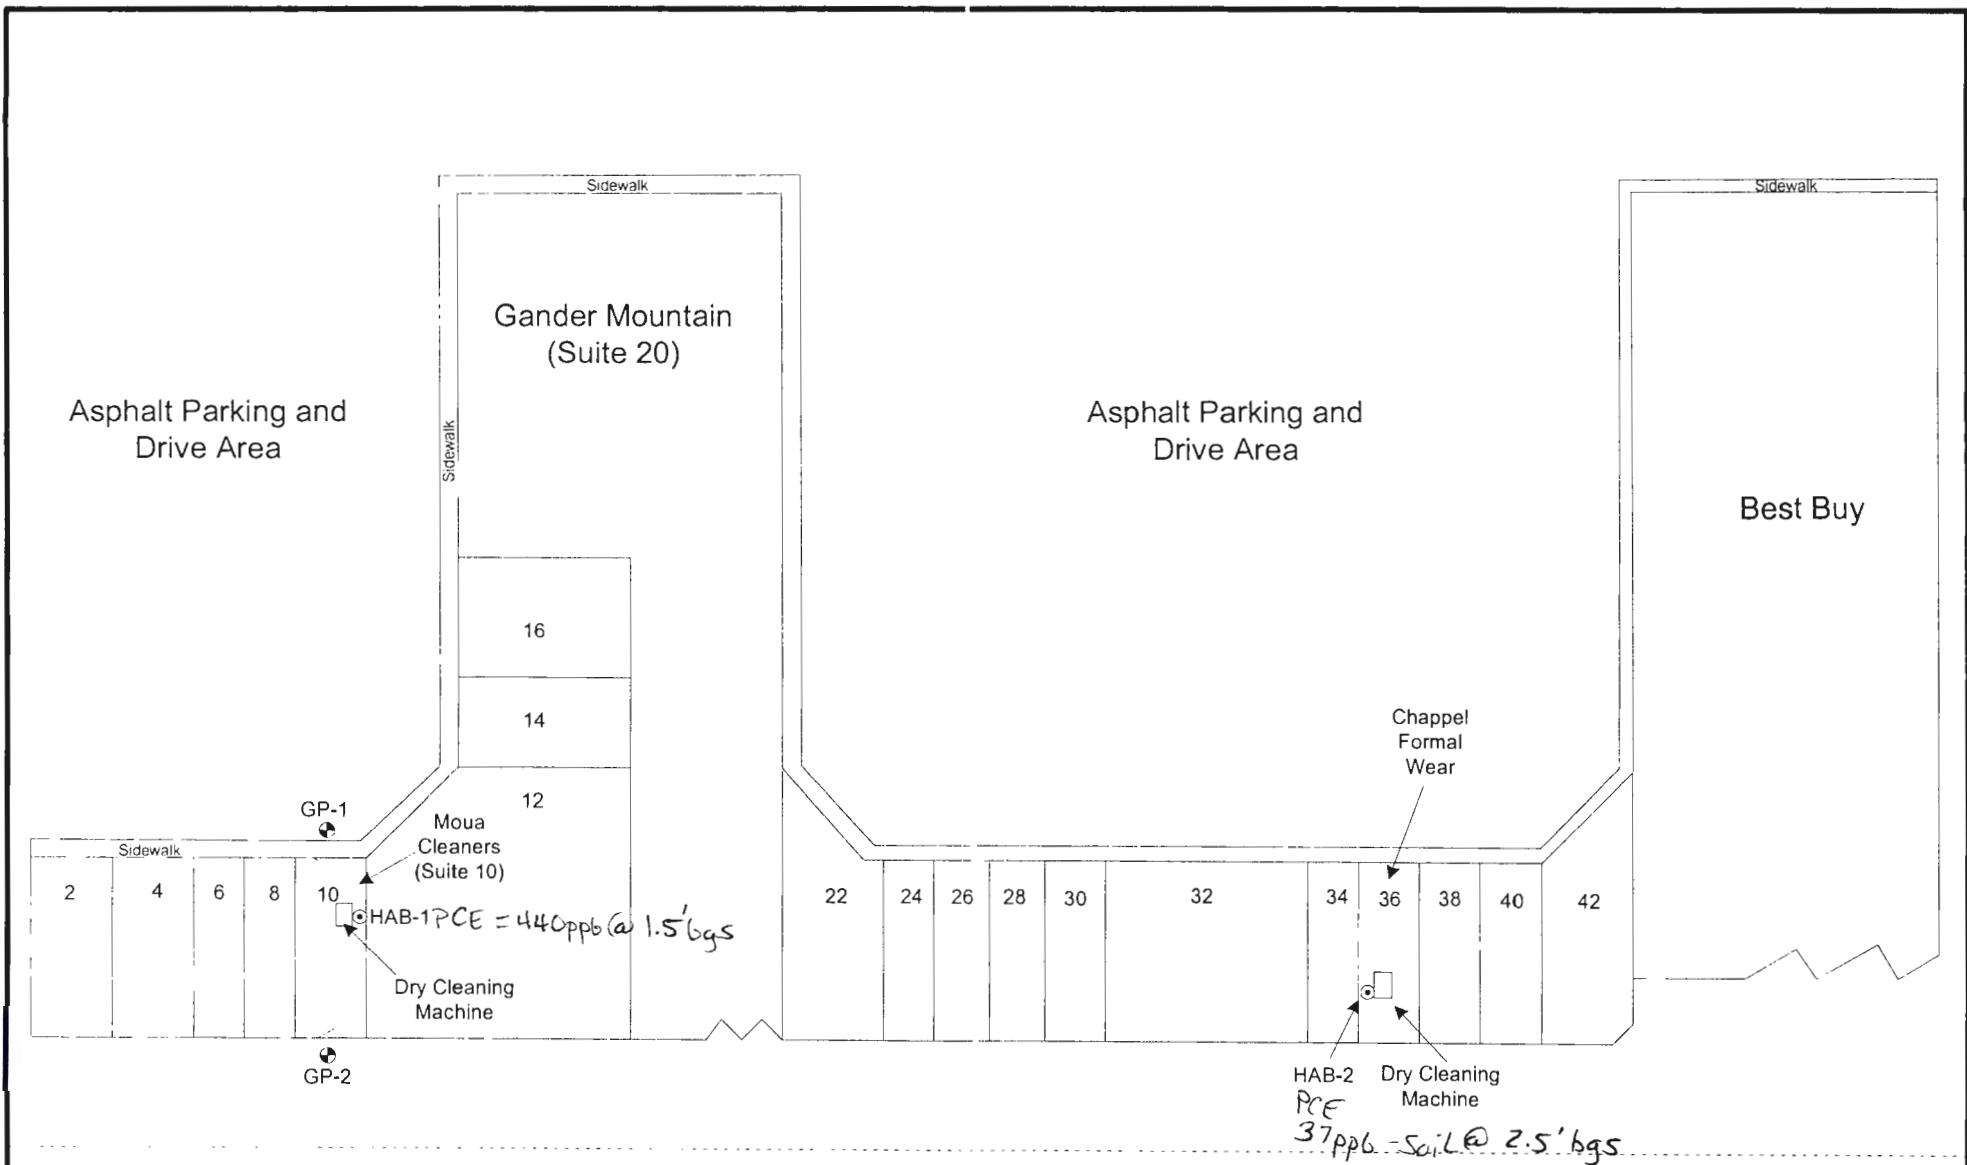 Sidewalk
Sidewalk
Gander Mountain
(Suite 20)
Asphalt Parking and
Drive Area
Asphalt Parking and
Drive Area
Sidewalk
Best Buy
16
14
12
Chappel
Formal
Wear
GP-1
Moua
Cleaners
(Suite 10)
Sidewalk
2
4
6
8
10
22
24
26
28
30
32
34
36
38
40
42
HAB-1 PCE = 440ppb @ 1.5' bgs
Dry Cleaning
Machine
GP-2
HAB-2
PCE
37ppb - Soil @ 2.5' bgs
Dry Cleaning
Machine